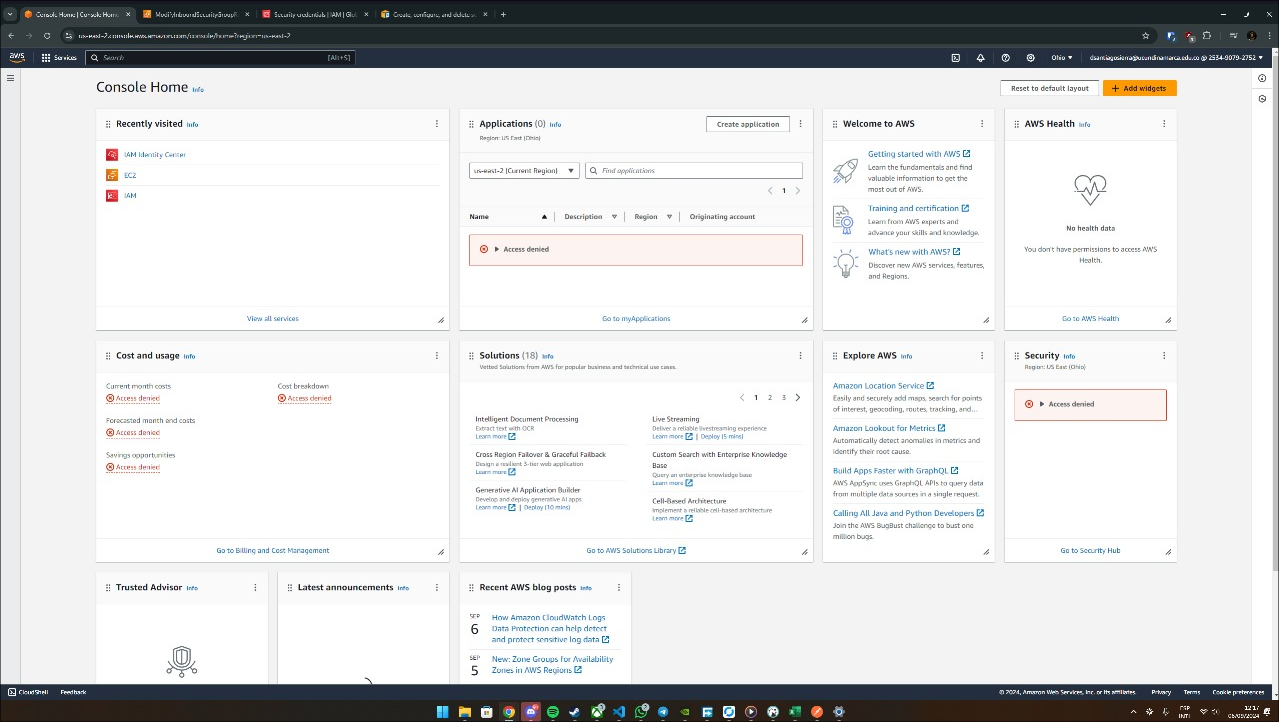 Console Home | Console Home
ModifyInboundSecurityGroupR
Security credentials | IAM | Glo
Create, configure, and delete s
us-east-2.console.aws.amazon.com/console/home?region=us-east-2
aws
Services
Search
[Alt+S]
Ohio
dsantiagosierra@ucundinamarca.edu.co @ 2534-9079-2752
Console Home Info
Reset to default layout
Add widgets
Recently visited Info
IAM Identity Center
EC2
IAM
View all services
Applications (0) Info
Region: US East (Ohio)
Create application
us-east-2 (Current Region)
Find applications
1
Name
Description
Region
Originating account
Access denied
Go to myApplications
Welcome to AWS
Getting started with AWS
Learn the fundamentals and find
valuable information to get the
most out of AWS.
Training and certification
Learn from AWS experts and
advance your skills and knowledge.
What's new with AWS?
Discover new AWS services, features,
and Regions.
AWS Health Info
No health data
You don't have permissions to access AWS
Health.
Go to AWS Health
Cost and usage Info
Current month costs
Access denied
Cost breakdown
Access denied
Forecasted month end costs
Access denied
Savings opportunities
Access denied
Go to Billing and Cost Management
Solutions (18) Info
Vetted Solutions from AWS for popular business and technical use cases.
1 2 3
Intelligent Document Processing
Extract text with OCR
Learn more
Cross Region Failover & Graceful Failback
Design a resilient 3-tier web application
Learn more
Generative AI Application Builder
Develop and deploy generative AI apps
Learn more | Deploy (10 mins)
Live Streaming
Deliver a reliable livestreaming experience
Learn more | Deploy (5 mins)
Custom Search with Enterprise Knowledge
Base
Query an enterprise knowledge base
Learn more
Cell-Based Architecture
Implement a reliable cell-based architecture
Learn more
Go to AWS Solutions Library
Explore AWS Info
Amazon Location Service
Easily and securely add maps, search for points
of interest, geocoding, routes, tracking, and...
Amazon Lookout for Metrics
Automatically detect anomalies in metrics and
identify their root cause.
Build Apps Faster with GraphQL
AWS AppSync uses GraphQL APIs to query data
from multiple data sources in a single request.
Calling All Java and Python Developers
Join the AWS BugBust challenge to bust one
million bugs.
Security Info
Region: US East (Ohio)
Access denied
Go to Security Hub
Trusted Advisor Info
Latest announcements Info
Recent AWS blog posts Info
SEP
6
How Amazon CloudWatch Logs
Data Protection can help detect
and protect sensitive log data
SEP
5
New: Zone Groups for Availability
Zones in AWS Regions
CloudShell
Feedback
© 2024, Amazon Web Services, Inc. or its affiliates.
Privacy
Terms
Cookie preferences
ESP
INTL
12:17
06/09/2024